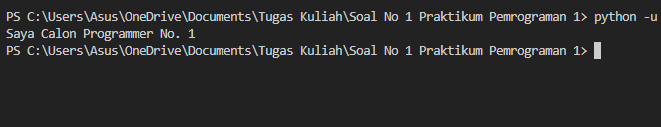 PS C:\Users\Asus\OneDrive\Documents\Tugas Kuliah\Soal No 1 Praktikum Pemrograman 1> python -u
Saya Calon Programmer No. 1
PS C:\Users\Asus\OneDrive\Documents\Tugas Kuliah\Soal No 1 Praktikum Pemrograman 1>